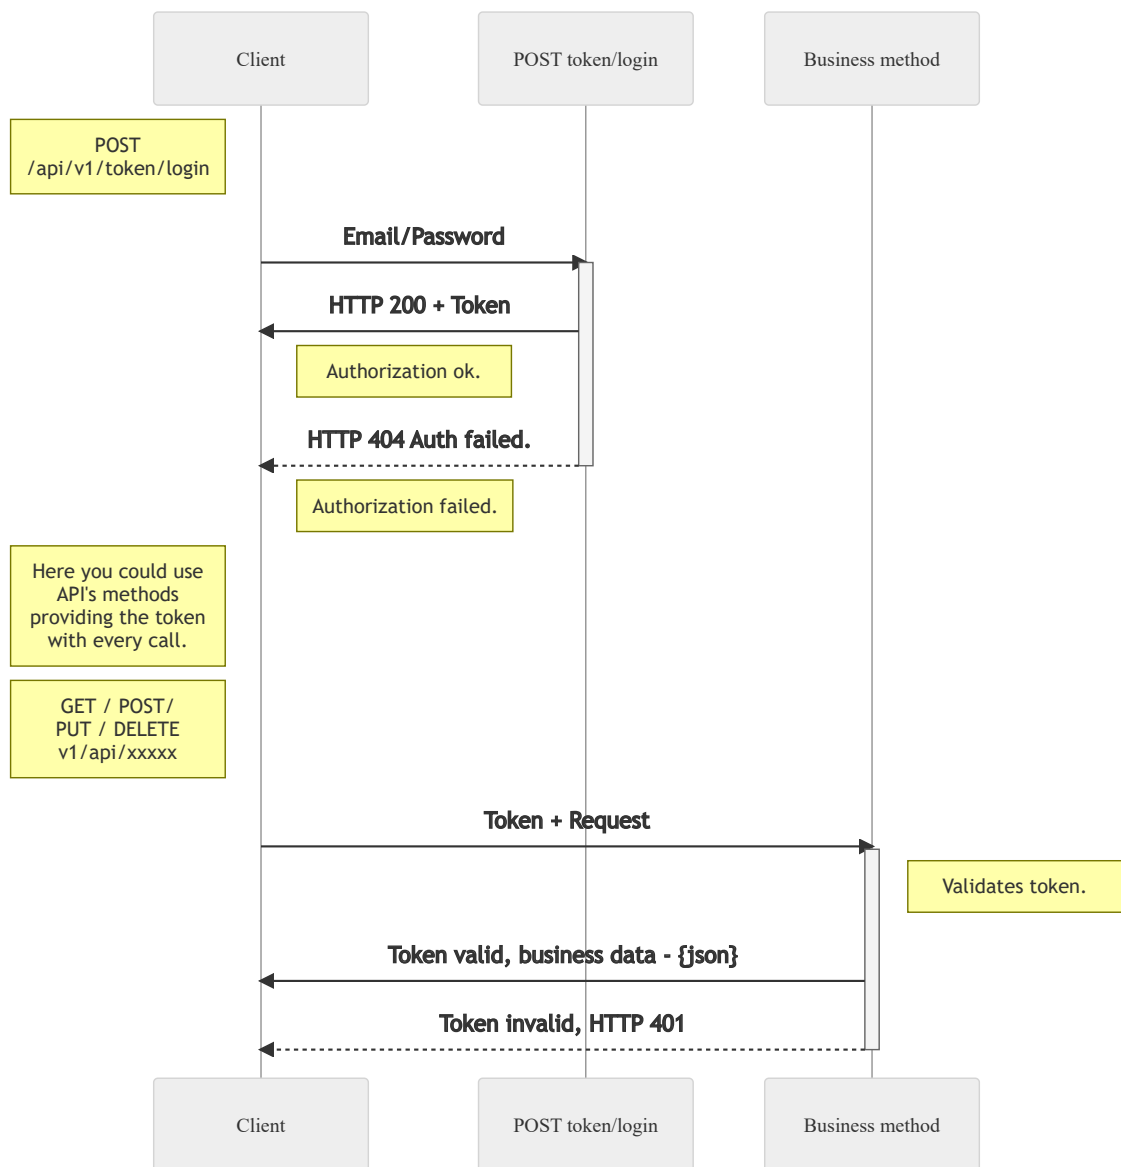 Client
POST token/login
Business method
POST
/api/v1/token/login
Email/Password
HTTP 200 + Token
Authorization ok.
HTTP 404 Auth failed.
Authorization failed.
Here you could use
API's methods
providing the token
with every call.
GET / POST/
PUT / DELETE
v1/api/xxxxx
Token + Request
Validates token.
Token valid, business data - {json}
Token invalid, HTTP 401
Client
POST token/login
Business method